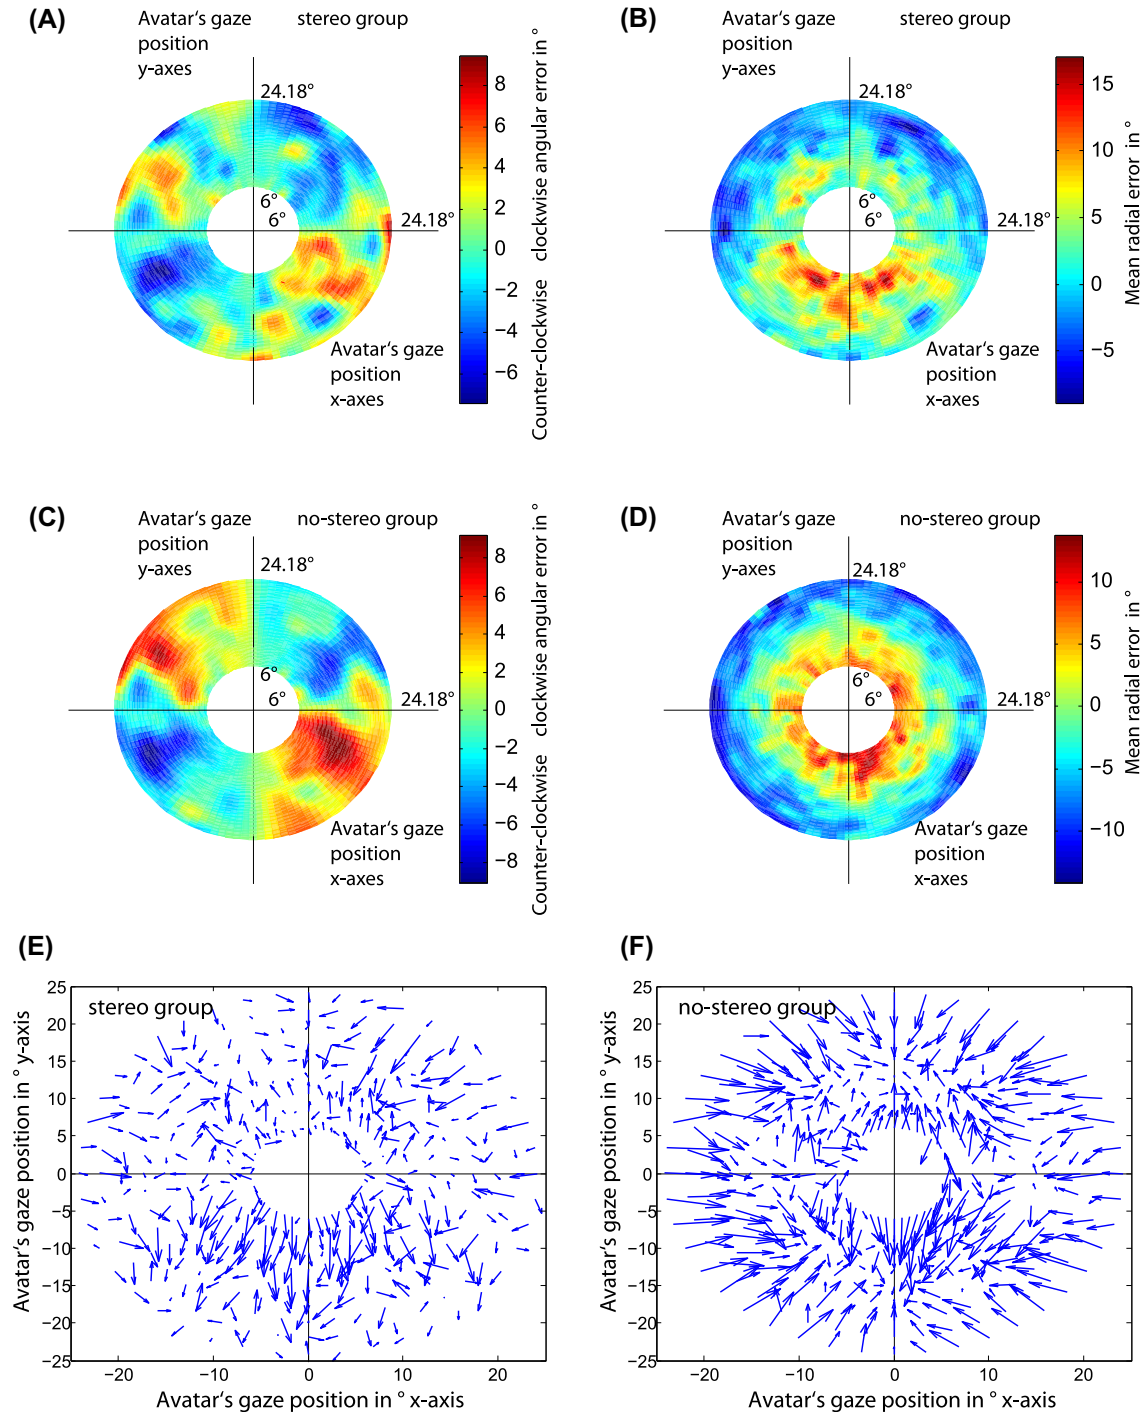 (A)
Avatar's gaze
position
y-axes
stereo group
24.18°
6°
6°
24.18°
Avatar's gaze
position
x-axes
8
6
4
2
0
−2
−4
−6
Counter-clockwise clockwise angular error in °
(B)
Avatar's gaze
position
y-axes
stereo group
24.18°
6°
6°
24.18°
Avatar's gaze
position
x-axes
15
10
5
0
−5
Mean radial error in °
(C)
Avatar's gaze
position
y-axes
no-stereo group
24.18°
6°
6°
24.18°
Avatar's gaze
position
x-axes
8
6
4
2
0
−2
−4
−6
−8
Counter-clockwise clockwise angular error in °
(D)
Avatar's gaze
position
y-axes
no-stereo group
24.18°
6°
6°
24.18°
Avatar's gaze
position
x-axes
10
5
0
−5
−10
Mean radial error in °
(E)
stereo group
25
20
15
10
5
0
−5
−10
−15
−20
−25
−20
−10
0
10
20
Avatar's gaze position in ° y-axis
Avatar's gaze position in ° x-axis
(F)
no-stereo group
25
20
15
10
5
0
−5
−10
−15
−20
−25
−20
−10
0
10
20
Avatar's gaze position in ° y-axis
Avatar's gaze position in ° x-axis